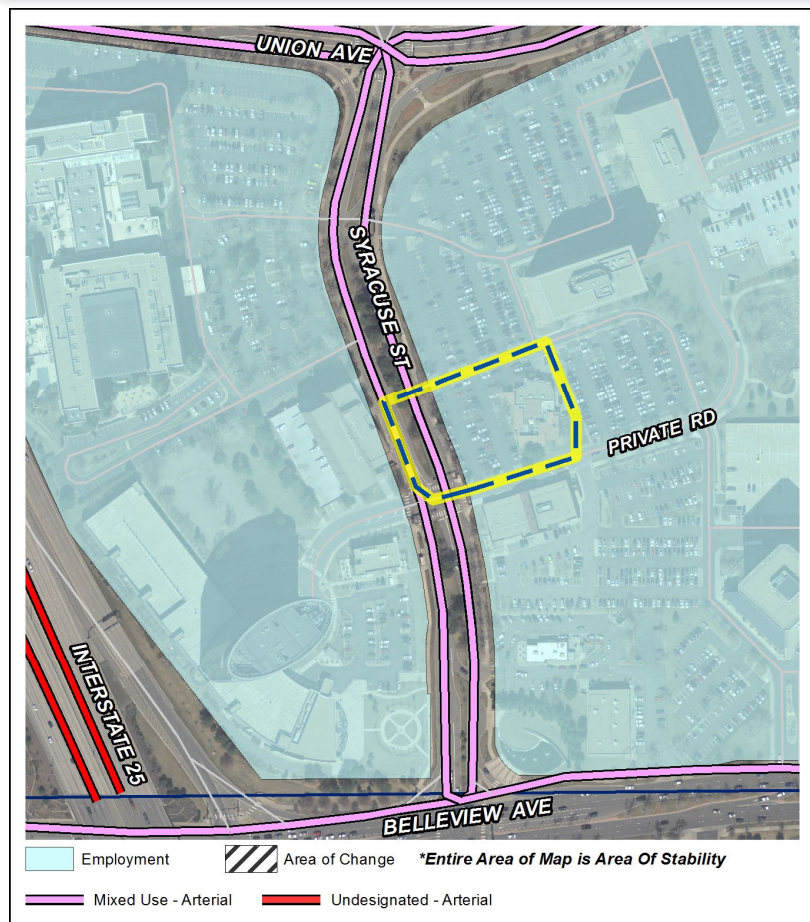 UNION AVE
SYRUCUSE ST
PRIVATE RD
INTERSTATE 25
BELLEVIEW AVE
Employment
Area of Change
*Entire Area of Map is Area Of Stability
Mixed Use - Arterial
Undesignated - Arterial